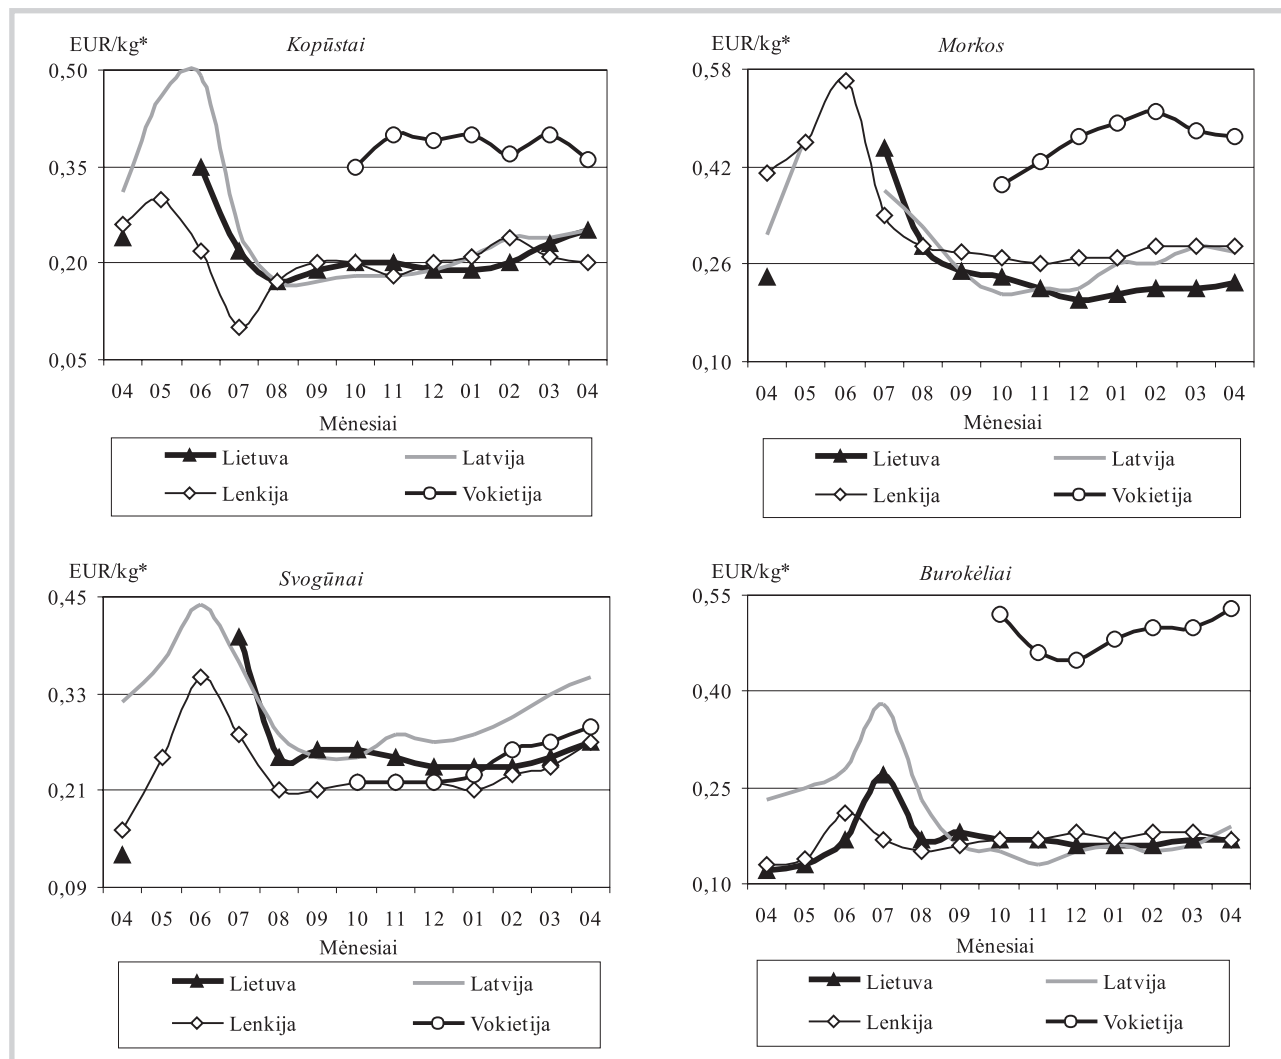 EUR/kg* Kopūstai
0,50
0,35
0,20
0,05
04 05 06 07 08 09 10 11 12 01 02 03 04
Mėnesiai
Lietuva Latvija
Lenkija Vokietija
EUR/kg* Morkos
0,58
0,42
0,26
0,10
04 05 06 07 08 09 10 11 12 01 02 03 04
Mėnesiai
Lietuva Latvija
Lenkija Vokietija
EUR/kg* Svogūnai
0,45
0,33
0,21
0,09
04 05 06 07 08 09 10 11 12 01 02 03 04
Mėnesiai
Lietuva Latvija
Lenkija Vokietija
EUR/kg* Burokėliai
0,55
0,40
0,25
0,10
04 05 06 07 08 09 10 11 12 01 02 03 04
Mėnesiai
Lietuva Latvija
Lenkija Vokietija